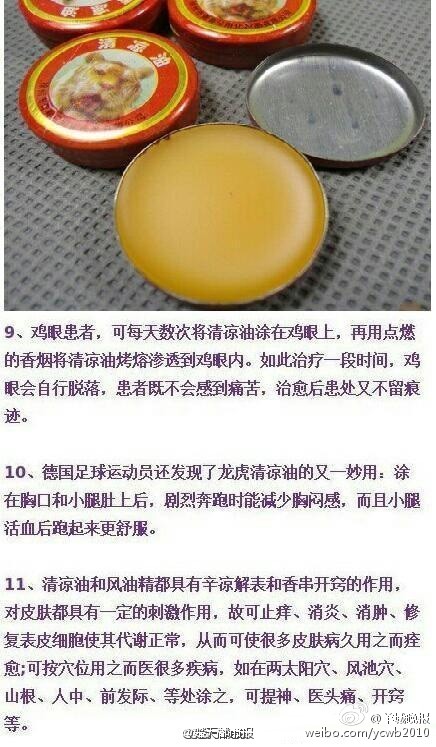 清凉油
9、鸡眼患者，可每天数次将清凉油涂在鸡眼上，再用点燃
的香烟将清凉油烤熔渗透到鸡眼内。如此治疗一段时间，鸡
眼会自行脱落，患者既不会感到痛苦，治愈后患处又不留痕
迹。
10、德国足球运动员还发现了龙虎清凉油的又一妙用：涂
在胸口和小腿肚上后，剧烈奔跑时能减少胸闷感，而且小腿
活血后跑起来更舒服。
11、清凉油和风油精都具有辛凉解表和香串开窍的作用，
对皮肤都具有一定的刺激作用，故可止痒、消炎、消肿、修
复表皮细胞使其代谢正常，从而可使很多皮肤病久用之而痊
愈;可按穴位用之而医很多疾病，如在两太阳穴、风池穴、
山根、人中、前发际、等处涂之，可提神、医头痛、开窍
等。
@楚天都市报
@羊城晚报
weibo.com/ycwb2010